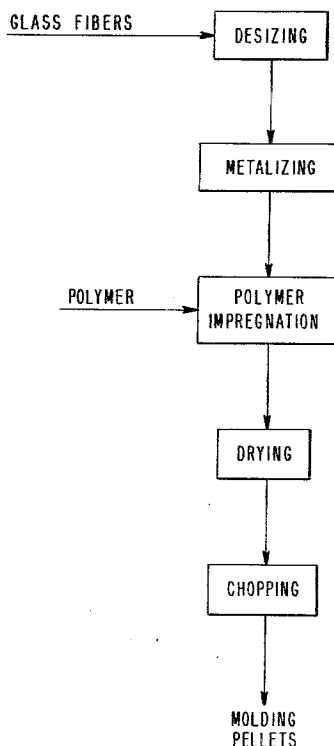 GLASS FIBERS
DESIZING
METALIZING
POLYMER
POLYMER
IMPREGNATION
DRYING
CHOPPING
MOLDING
PELLETS